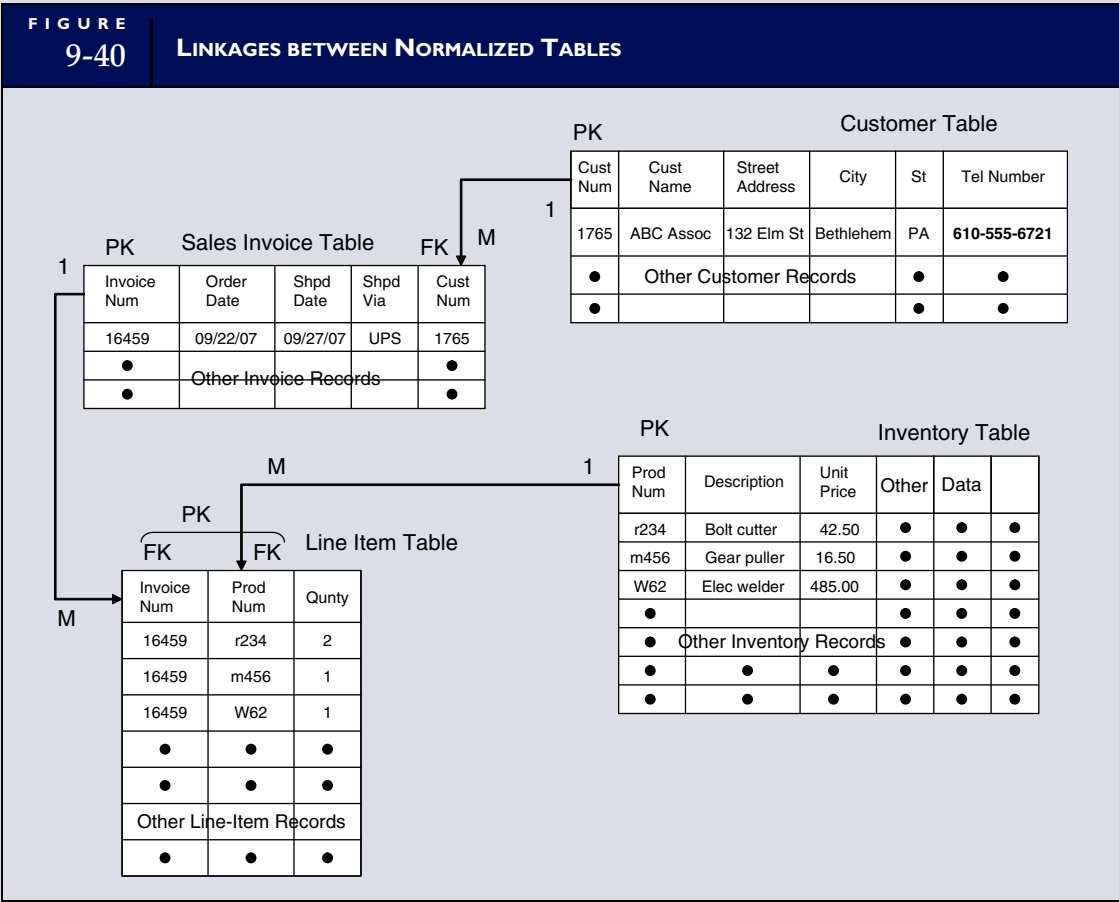 FIGURE
9-40
LINKAGES BETWEEN NORMALIZED TABLES
PK
Customer Table
Cust Num Cust Name Street Address City St Tel Number
1765 ABC Assoc 132 Elm St Bethlehem PA 610-555-6721
Other Customer Records
1
M
1
PK
Sales Invoice Table
FK
Invoice Num Order Date Shpd Date Shpd Via Cust Num
16459 09/22/07 09/27/07 UPS 1765
Other Invoice Records
PK
Inventory Table
M
1
Prod Num Description Unit Price Other Data
r234 Bolt cutter 42.50
m456 Gear puller 16.50
W62 Elec welder 485.00
Other Inventory Records
PK
FK
FK
Line Item Table
M
Invoice Num Prod Num Qunty
16459 r234 2
16459 m456 1
16459 W62 1
Other Line-Item Records